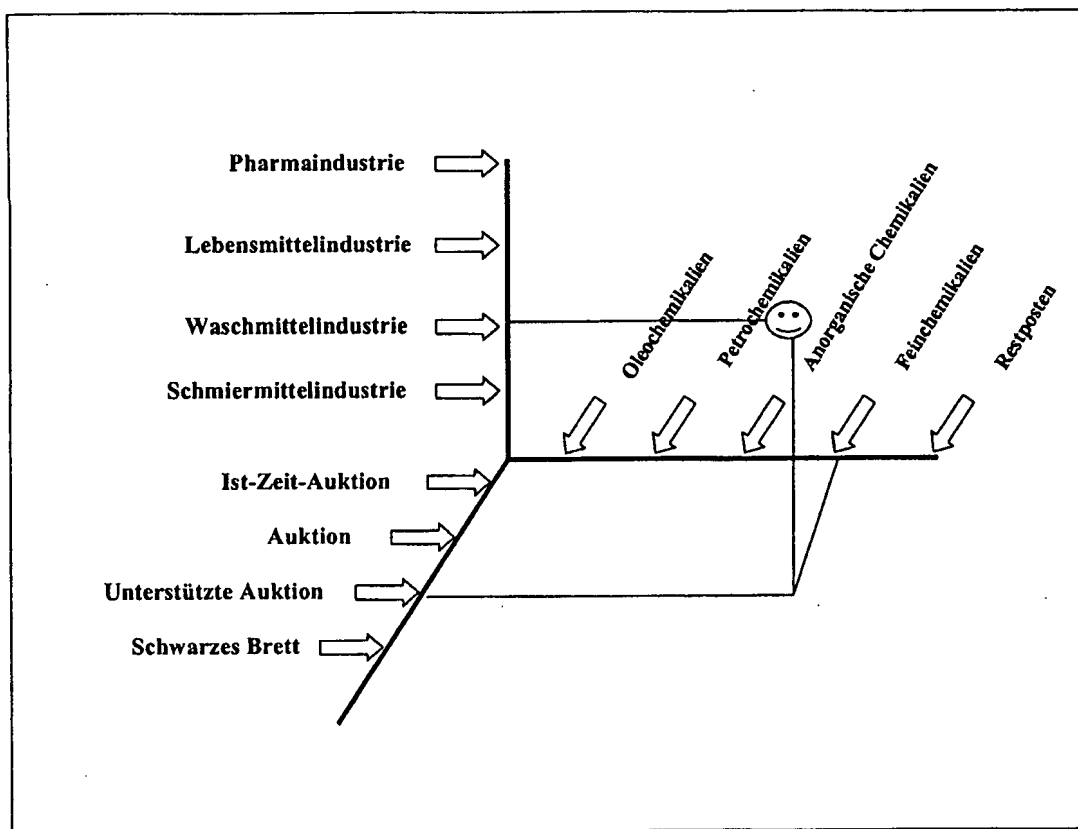 Pharmaindustrie
Lebensmittelindustrie
Waschmittelindustrie
Schmiermittelindustrie
Oleochemikalien
Petrochemikalien
Anorganische Chemikalien
Feinchemikalien
Restposten
Ist-Zeit-Auktion
Auktion
Unterstützte Auktion
Schwarzes Brett